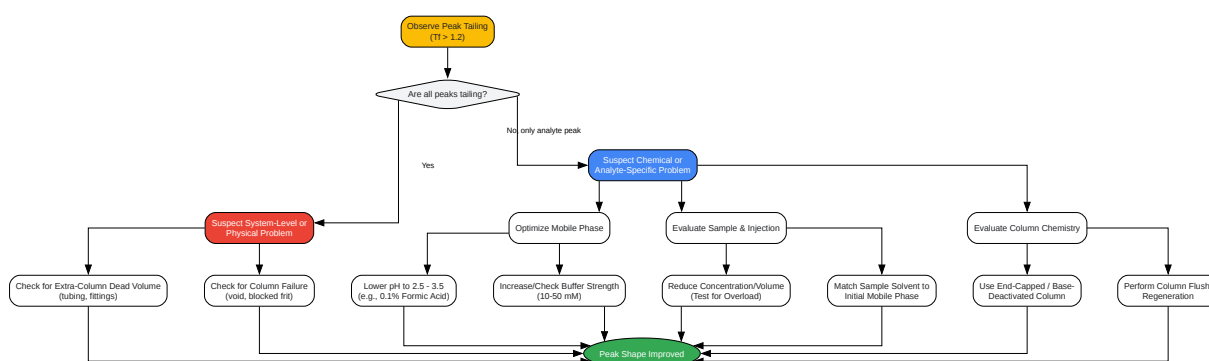 Observe Peak Tailing
(Tf > 1.2)
Are all peaks tailing?
No, only analyte peak
Yes
Suspect Chemical or
Analyte-Specific Problem
Suspect System-Level or
Physical Problem
Optimize Mobile Phase
Evaluate Sample & Injection
Evaluate Column Chemistry
Check for Extra-Column Dead Volume
(tubing, fittings)
Check for Column Failure
(void, blocked frit)
Lower pH to 2.5 - 3.5
(e.g., 0.1% Formic Acid)
Increase/Check Buffer Strength
(10-50 mM)
Reduce Concentration/Volume
(Test for Overload)
Match Sample Solvent to
Initial Mobile Phase
Use End-Capped / Base-
Deactivated Column
Perform Column Flush
Regeneration
Peak Shape Improved